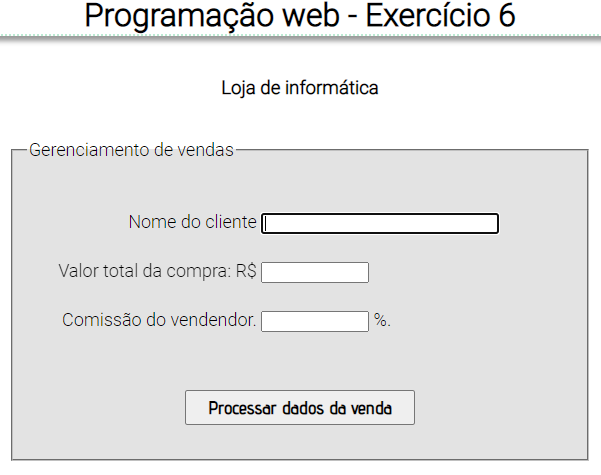 Programação web - Exercício 6
Loja de informática
Gerenciamento de vendas
Nome do cliente
Valor total da compra: R$
Comissão do vendendor. %.
Processar dados da venda